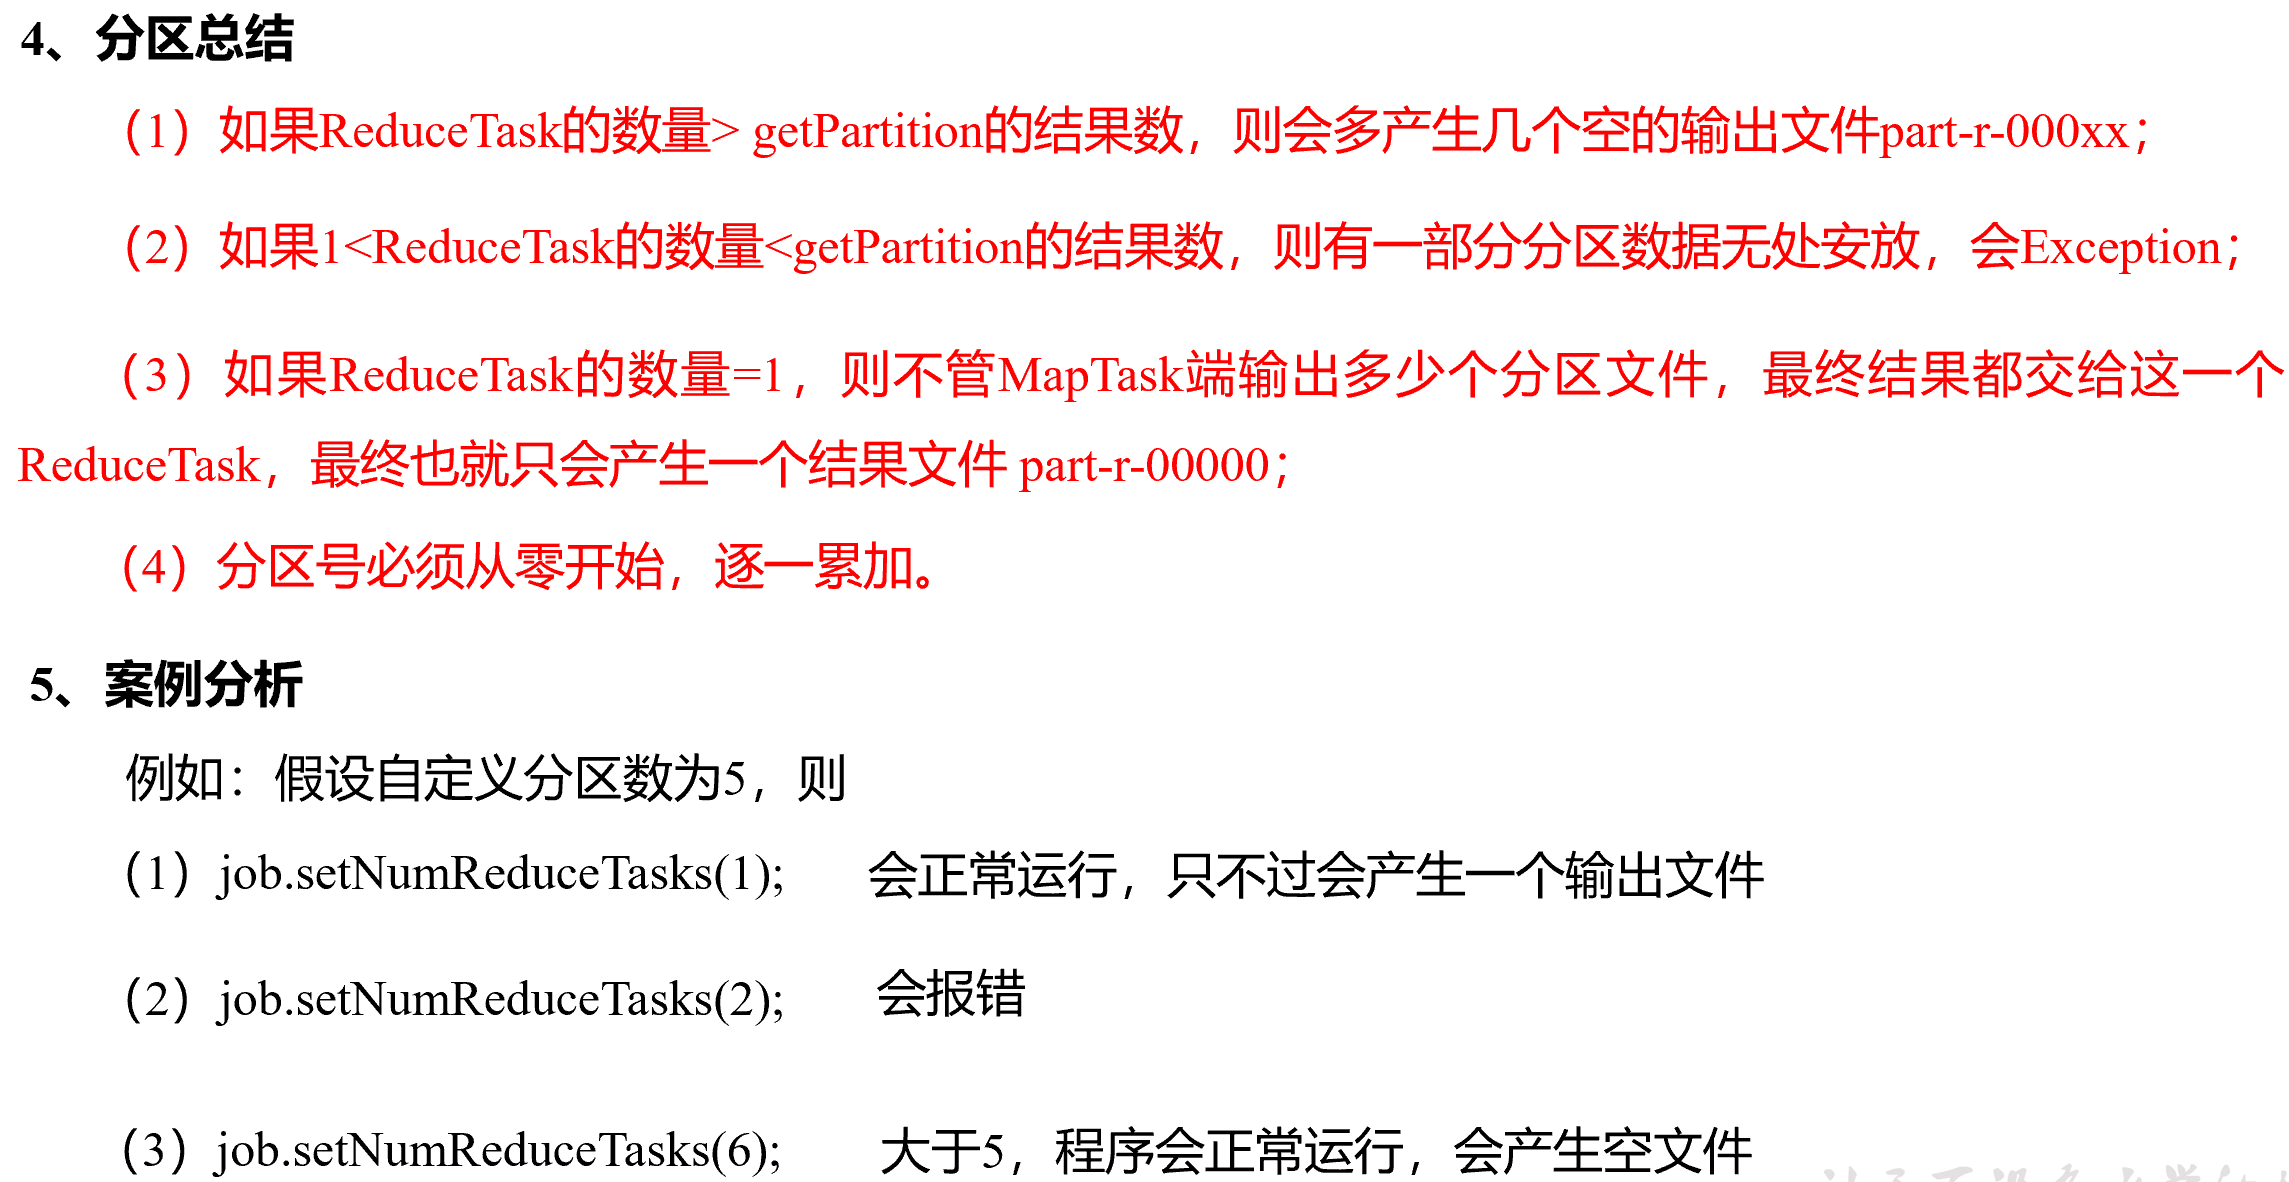 4、分区总结
（1）如果ReduceTask的数量> getPartition的结果数，则会多产生几个空的输出文件part-r-000xx；
（2）如果1<ReduceTask的数量<getPartition的结果数，则有一部分分区数据无处安放，会Exception；
（3）如果ReduceTask的数量=1，则不管MapTask端输出多少个分区文件，最终结果都交给这一个
ReduceTask，最终也就只会产生一个结果文件 part-r-00000；
（4）分区号必须从零开始，逐一累加。
5、案例分析
例如：假设自定义分区数为5，则
（1）job.setNumReduceTasks(1); 会正常运行，只不过会产生一个输出文件
（2）job.setNumReduceTasks(2); 会报错
（3）job.setNumReduceTasks(6); 大于5，程序会正常运行，会产生空文件